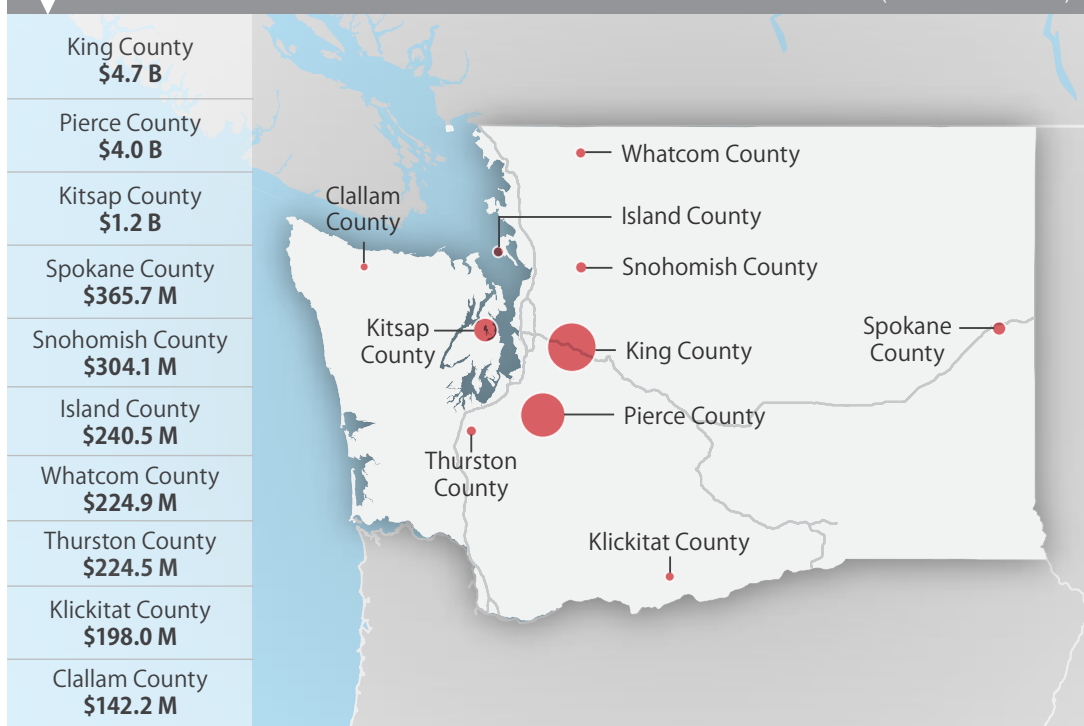 King County
$4.7 B
Pierce County
$4.0 B
Kitsap County
$1.2 B
Spokane County
$365.7 M
Snohomish County
$304.1 M
Island County
$240.5 M
Whatcom County
$224.9 M
Thurston County
$224.5 M
Klickitat County
$198.0 M
Clallam County
$142.2 M
Whatcom County
Clallam
County
Island County
Snohomish County
Kitsap
County
King County
Spokane
County
Pierce County
Thurston
County
Klickitat County